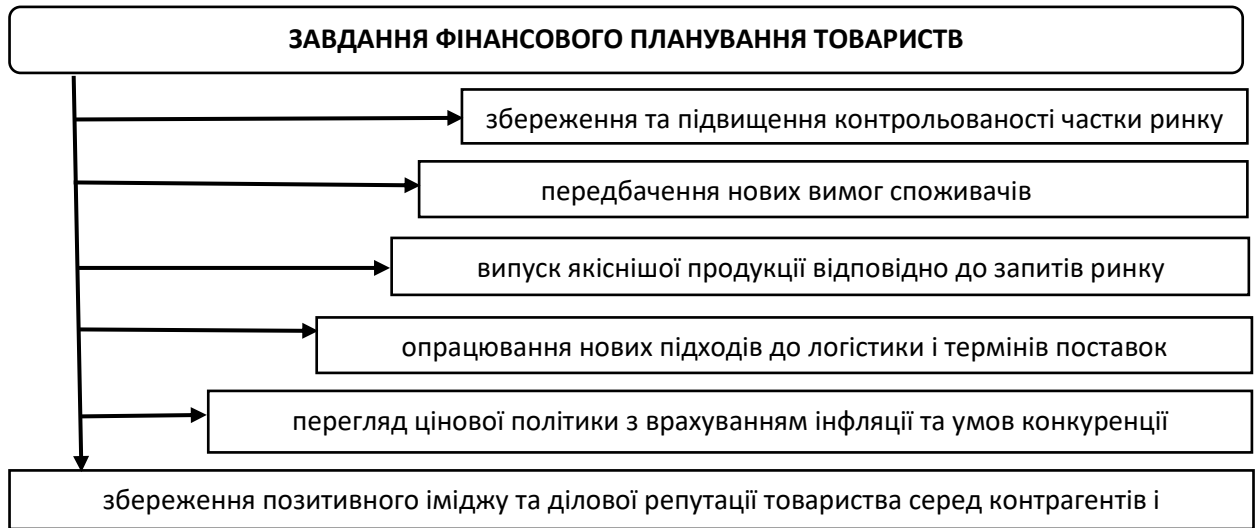 ЗАВДАННЯ ФІНАНСОВОГО ПЛАНУВАННЯ ТОВАРИСТВ
збереження та підвищення контрольованості частки ринку
передбачення нових вимог споживачів
випуск якіснішої продукції відповідно до запитів ринку
опрацювання нових підходів до логістики і термінів поставок
перегляд цінової політики з врахуванням інфляції та умов конкуренції
збереження позитивного іміджу та ділової репутації товариства серед контрагентів і